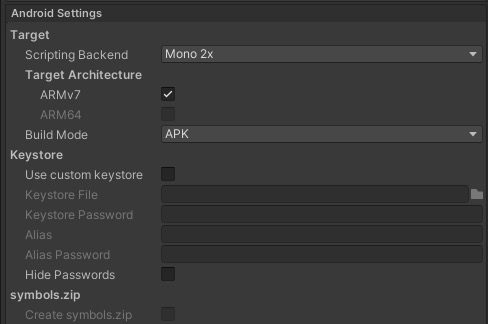 Android Settings
Target
Scripting Backend Mono 2x
Target Architecture
ARMv7
ARM64
Build Mode APK
Keystore
Use custom keystore
Keystore File
Keystore Password
Alias
Alias Password
Hide Passwords
symbols.zip
Create symbols.zip